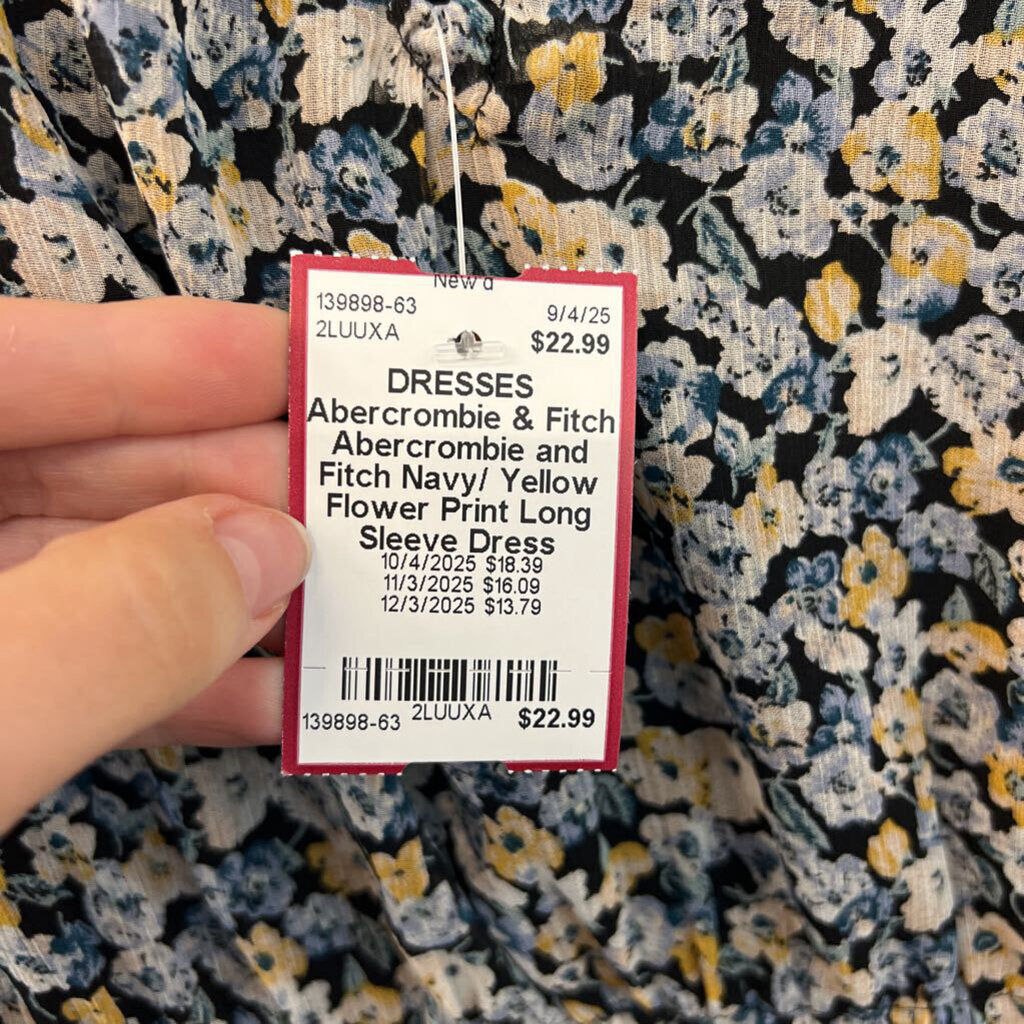 New d
139898-63 9/4/25
2LUUXA $22.99
DRESSES
Abercrombie & Fitch
Abercrombie and
Fitch Navy/ Yellow
Flower Print Long
Sleeve Dress
10/4/2025 $18.39
11/3/2025 $16.09
12/3/2025 $13.79
139898-63 2LUUXA $22.99